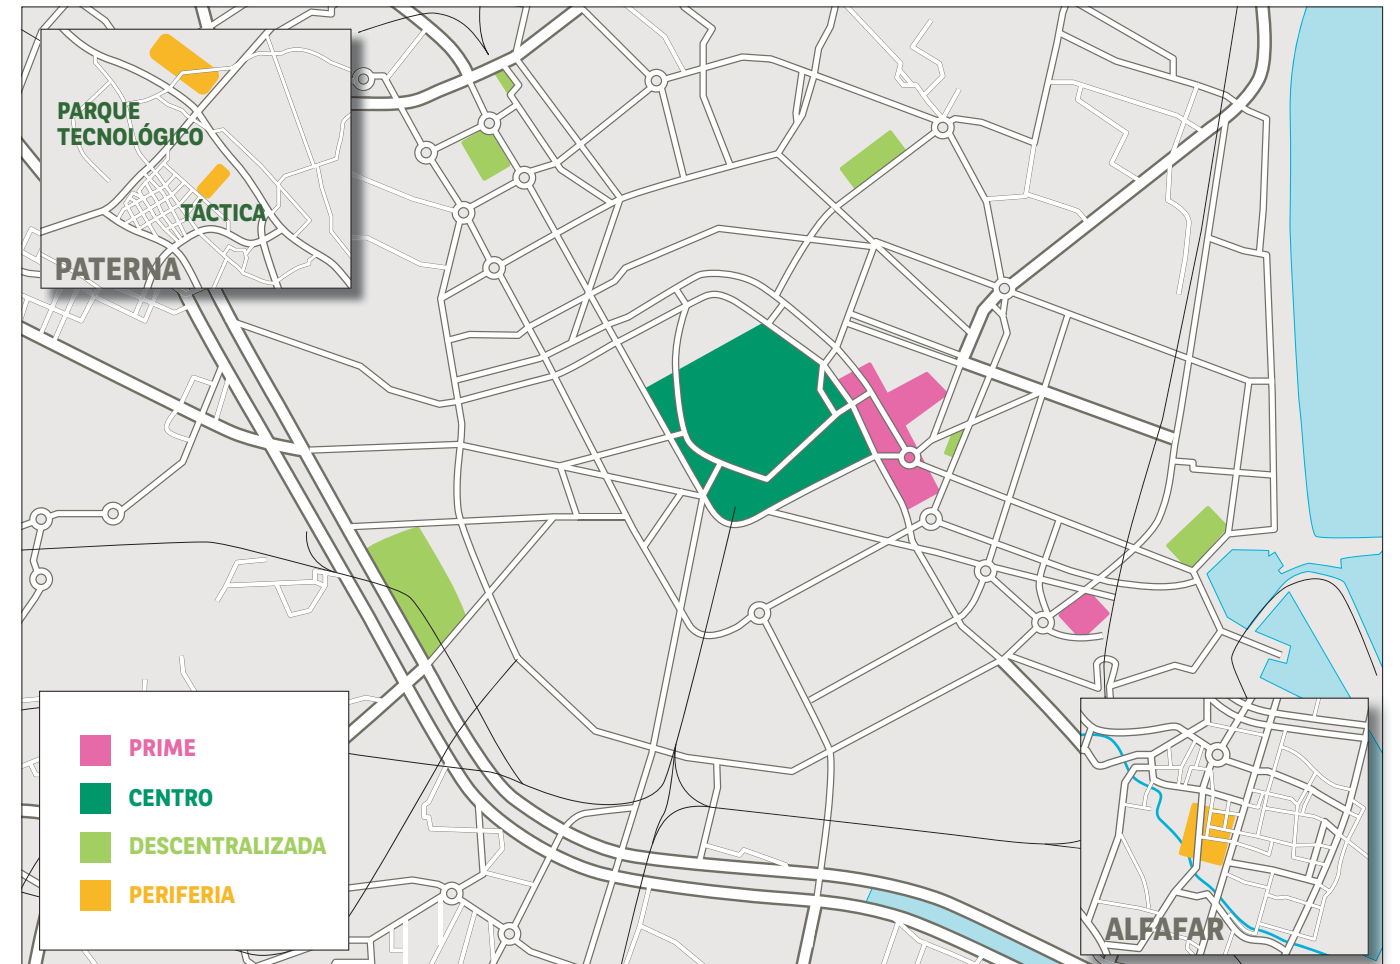 PARQUE
TECNOLÓGICO
TÁCTICA
PATERNA
PRIME
CENTRO
DESCENTRALIZADA
PERIFERIA
ALFAFAR